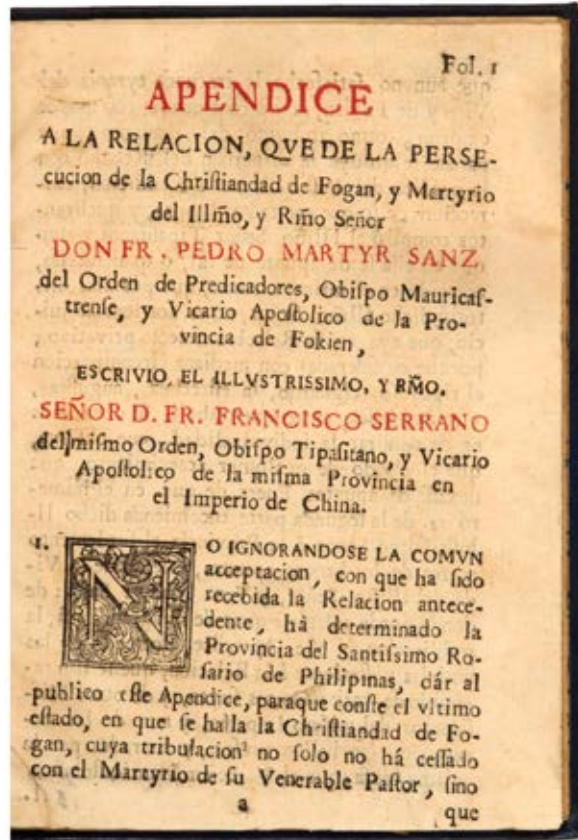 Fol. 1
APENDICE
A LA RELACION, QVE DE LA PERSE-
cucion de la Chriſtiandad de Fogan, y Martyrio
del Illm̃o, y Rm̃o Señor
DON FR. PEDRO MARTYR SANZ
del Orden de Predicadores, Obiſpo Mauricaſ-
trenſe, y Vicario Apoſtolico de la Pro-
vincia de Fokien,
ESCRIVIO, EL ILLVSTRISSIMO, Y RM̃O.
SEÑOR D. FR. FRANCISCO SERRANO
del miſmo Orden, Obiſpo Tipaſitano, y Vicario
Apoſtolico de la miſma Provincia en
el Imperio de China.
1. NO IGNORANDOSE LA COMVN
acceptacion, con que ha ſido
recebida la Relacion antece-
dente, hà determinado la
Provincia del Santiſsimo Ro-
ſario de Philipinas, dár al
publico eſte Apendice, paraque conſte el vltimo
eſtado, en que ſe halla la Chriſtiandad de Fo-
gan, cuya tribulacion no ſolo no há ceſſado
con el Martyrio de ſu Venerable Paſtor, ſino
a que